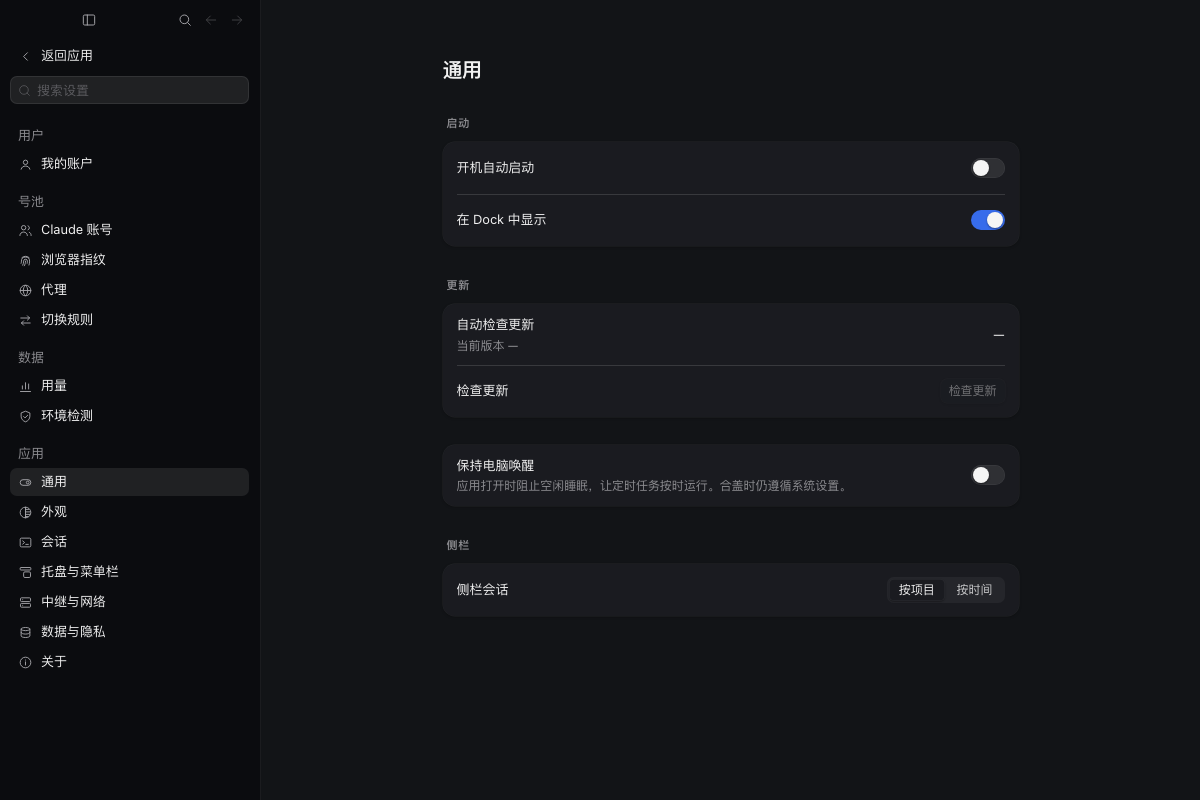 返回应用
搜索设置
用户
我的账户
号池
Claude 账号
浏览器指纹
代理
切换规则
数据
用量
环境检测
应用
通用
外观
会话
托盘与菜单栏
中继与网络
数据与隐私
关于
通用
启动
开机自动启动
在 Dock 中显示
更新
自动检查更新
当前版本 —
—
检查更新
检查更新
保持电脑唤醒
应用打开时阻止空闲睡眠，让定时任务按时运行。合盖时仍遵循系统设置。
侧栏
侧栏会话
按项目
按时间